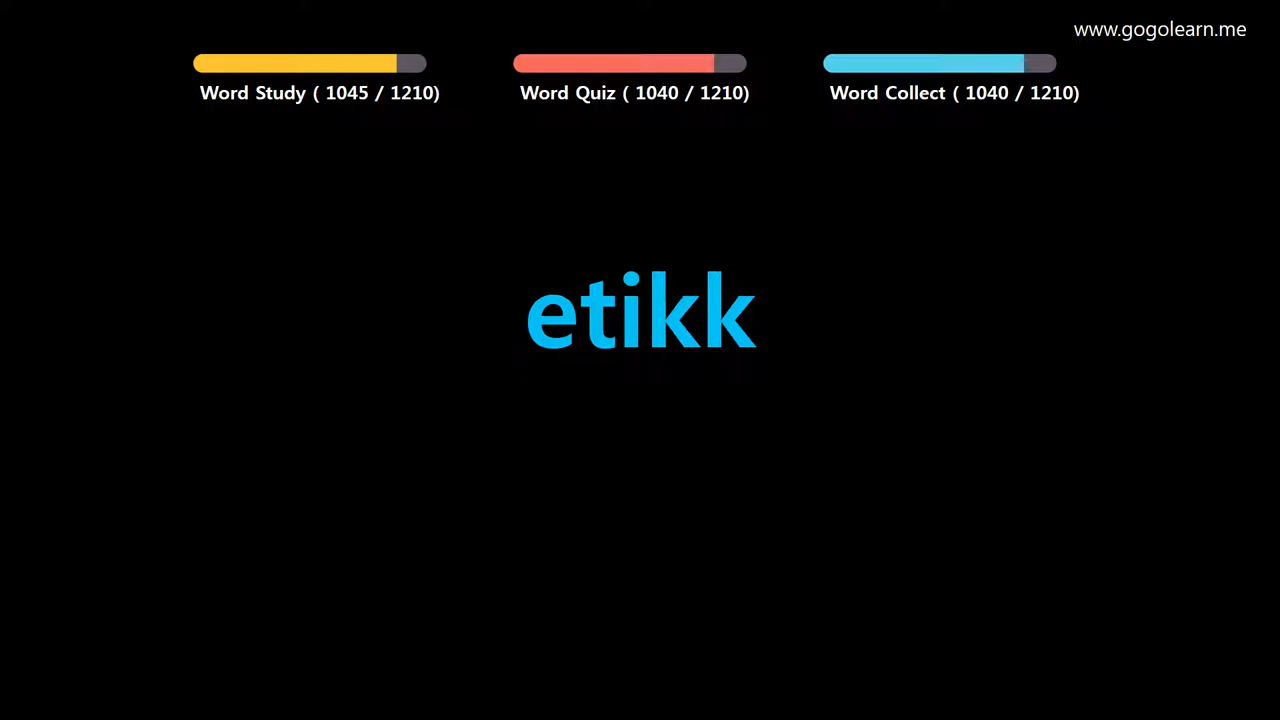 www.gogolearn.me
Word Study ( 1045 / 1210)
Word Quiz ( 1040 / 1210)
Word Collect ( 1040 / 1210)
etikk